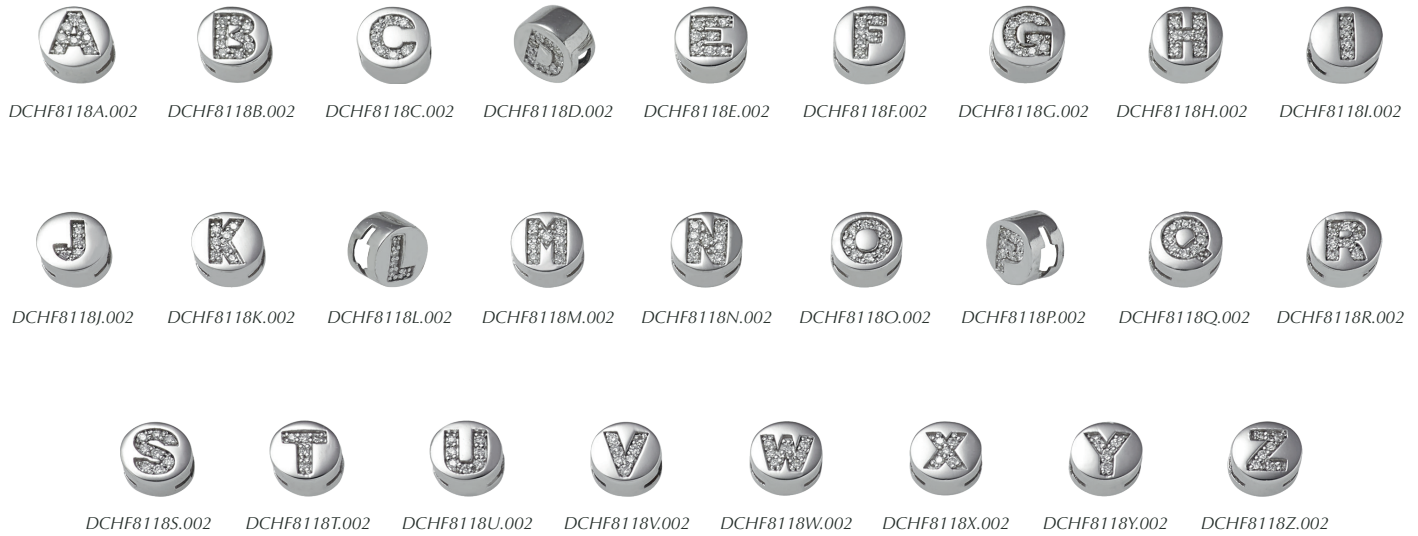 A B C D E F G H I
DCHF8118A.002 DCHF8118B.002 DCHF8118C.002 DCHF8118D.002 DCHF8118E.002 DCHF8118F.002 DCHF8118G.002 DCHF8118H.002 DCHF8118I.002
J K L M N O P Q R
DCHF8118J.002 DCHF8118K.002 DCHF8118L.002 DCHF8118M.002 DCHF8118N.002 DCHF8118O.002 DCHF8118P.002 DCHF8118Q.002 DCHF8118R.002
S T U V W X Y Z
DCHF8118S.002 DCHF8118T.002 DCHF8118U.002 DCHF8118V.002 DCHF8118W.002 DCHF8118X.002 DCHF8118Y.002 DCHF8118Z.002